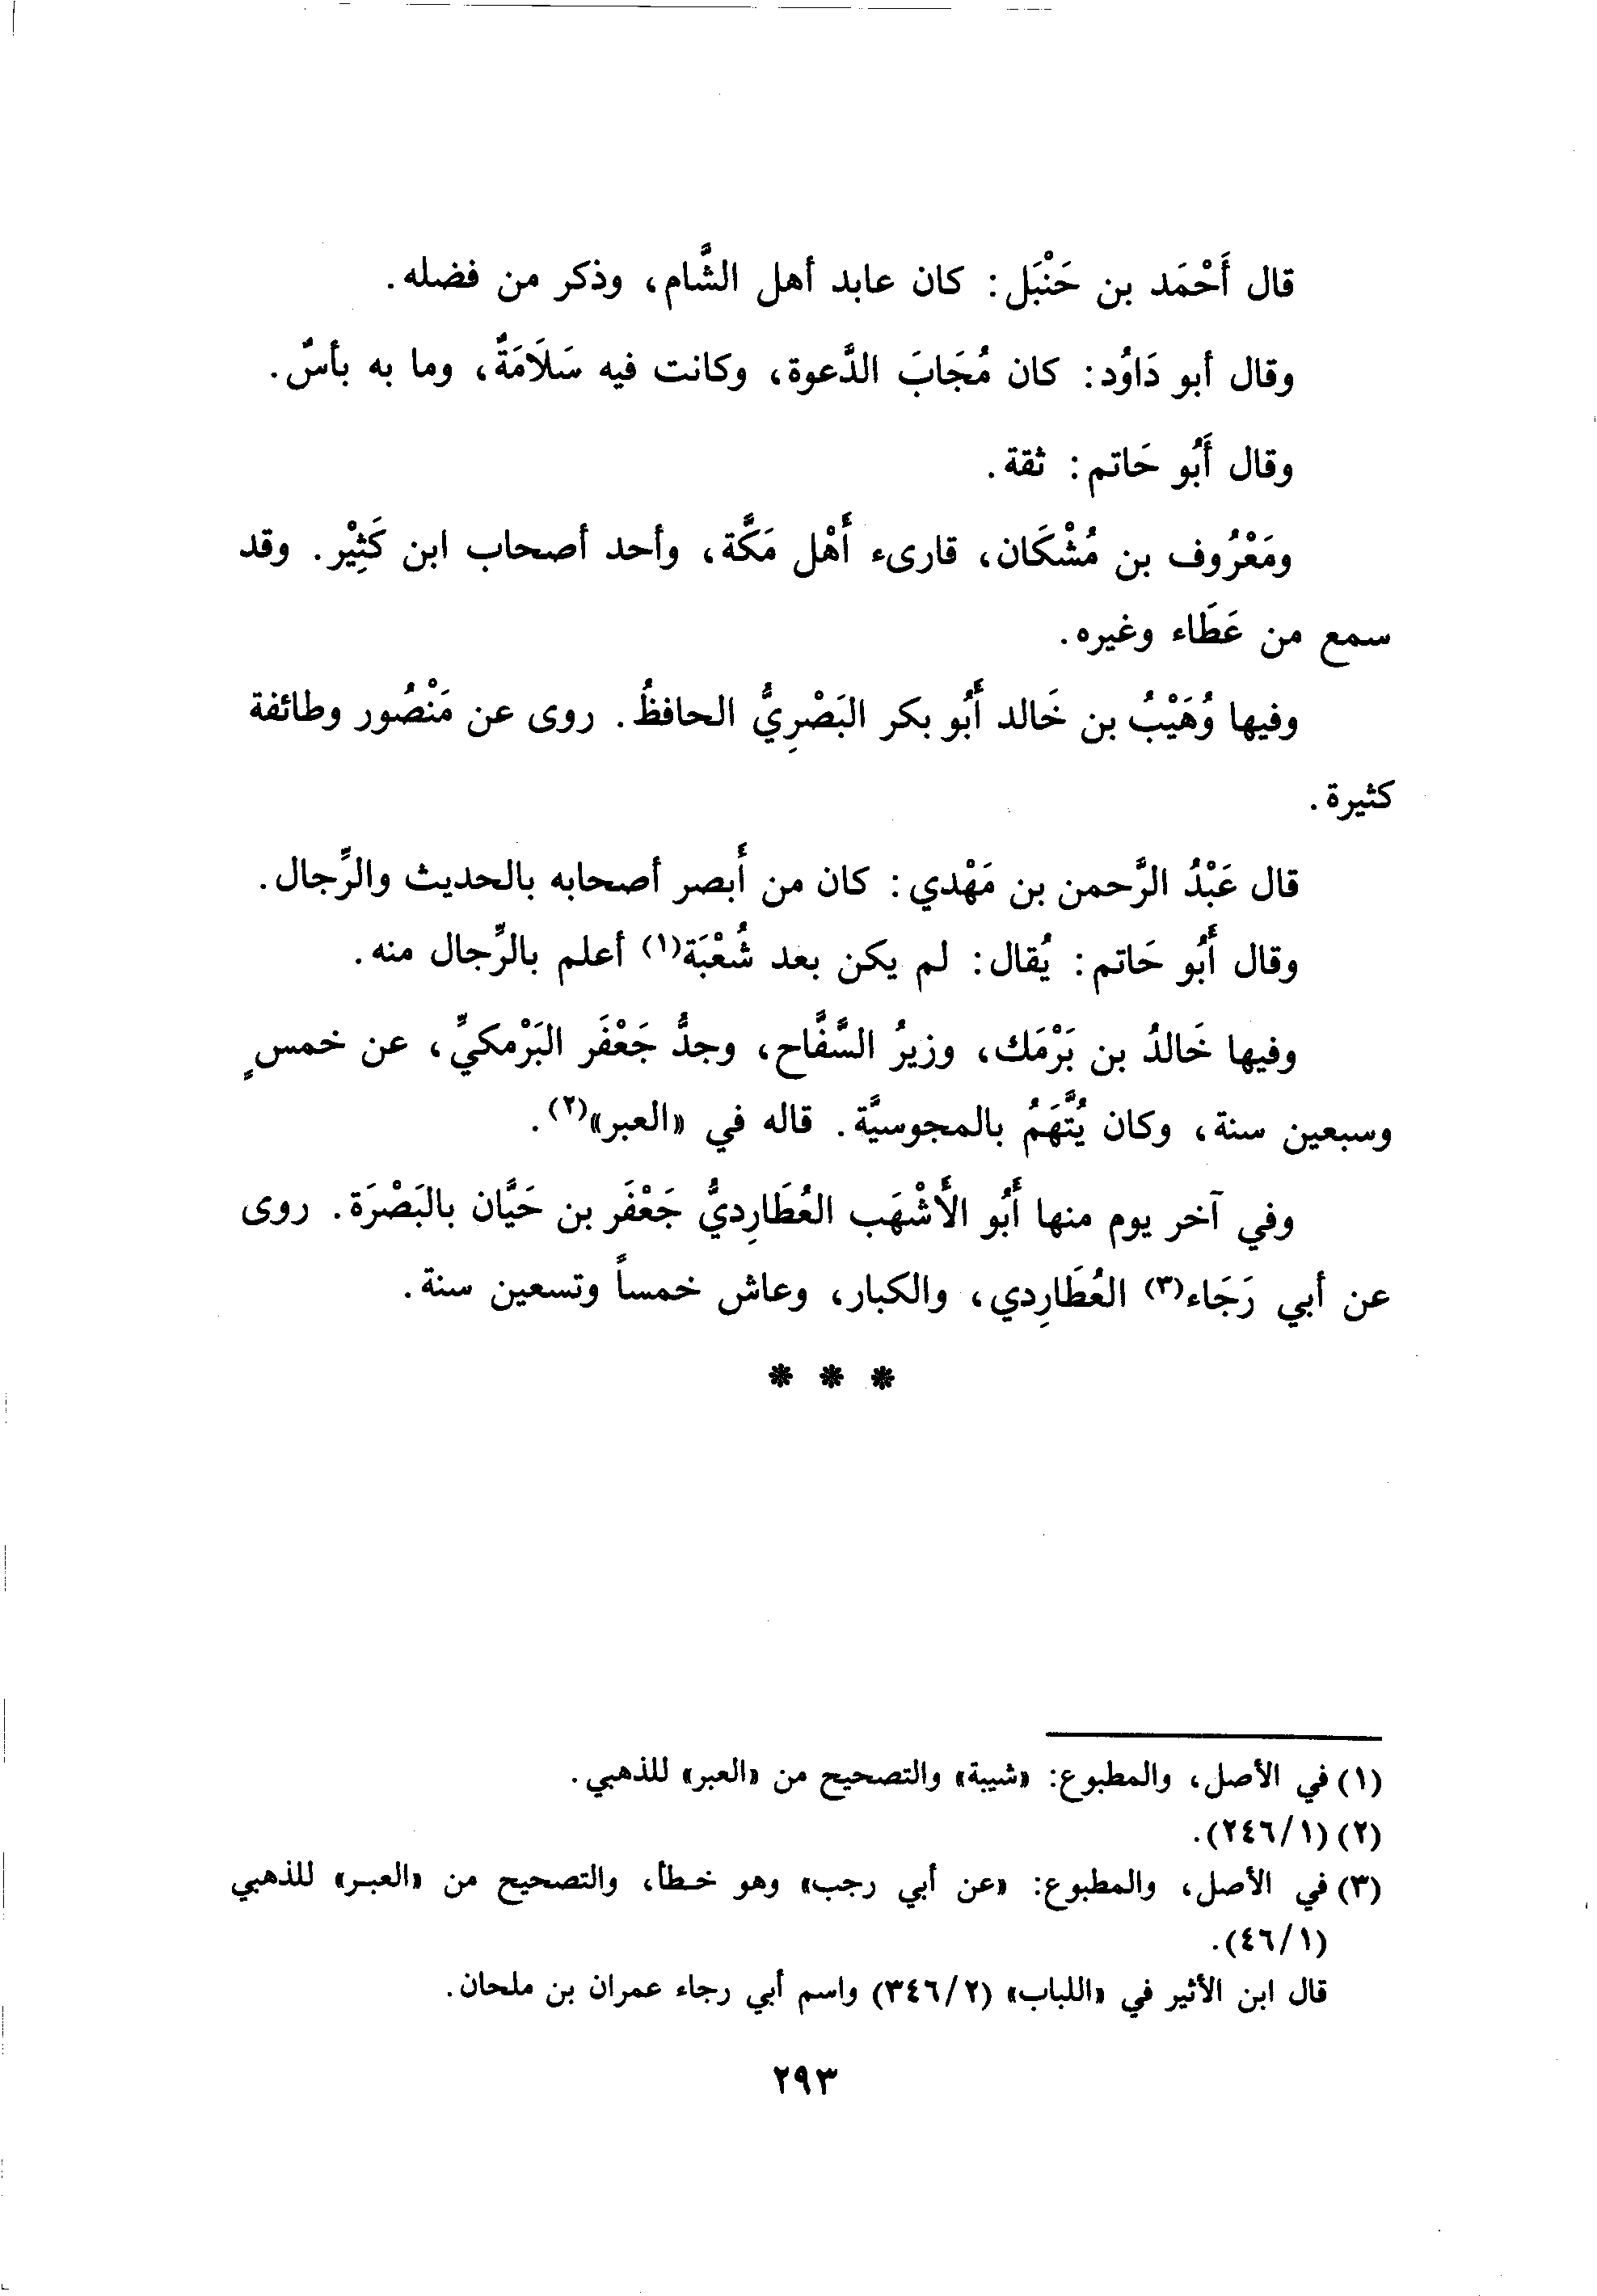 قال أَحْمَد بن حَنْبَل: كان عابد أهل الشَّام، وذكر من فضله.
وقال أبو دَاوُد: كان مُجَابَ الدَّعوة، وكانت فيه سَلَامَةٌ، وما به بأسٌ.
وقال أَبُو حَاتم: ثقة.
ومَعْرُوف بن مُشْكَان، قارىء أَهْل مَكَّة، وأحد أصحاب ابن كَثِيْر. وقد
سمع من عَطَاء وغيره.
وفيها وُهَيْبُ بن خَالد أَبُو بكر البَصْرِيُّ الحافظُ. روى عن مَنْصُور وطائفة
كثيرة.
قال عَبْدُ الرَّحمن بن مَهْدي: كان من أَبصر أصحابه بالحديث والرِّجال.
وقال أَبُو حَاتم: يُقال: لم يكن بعد شُعْبَة(١) أعلم بالرِّجال منه.
وفيها خَالدُ بن بَرْمَك، وزيرُ السَّفَّاح، وجدُّ جَعْفَر البَرْمكيِّ، عن خمسٍ
وسبعين سنة، وكان يُتَّهَمُ بالمجوسيَّة. قاله في «العبر»(٢).
وفي آخر يوم منها أَبُو الأَشْهَب العُطَارِديُّ جَعْفَر بن حَيَّان بالبَصْرَة. روى
عن أبي رَجَاء(٣) العُطَارِدي، والكبار، وعاش خمساً وتسعين سنة.
* * *
(١) في الأصل، والمطبوع: «شيبة» والتصحيح من «العبر» للذهبي.
(٢) (٢٤٦/١).
(٣) في الأصل، والمطبوع: «عن أبي رجب» وهو خطأ، والتصحيح من «العبر» للذهبي
(٤٦/١).
قال ابن الأثير في «اللباب» (٣٤٦/٢) واسم أبي رجاء عمران بن ملحان.
٢٩٣